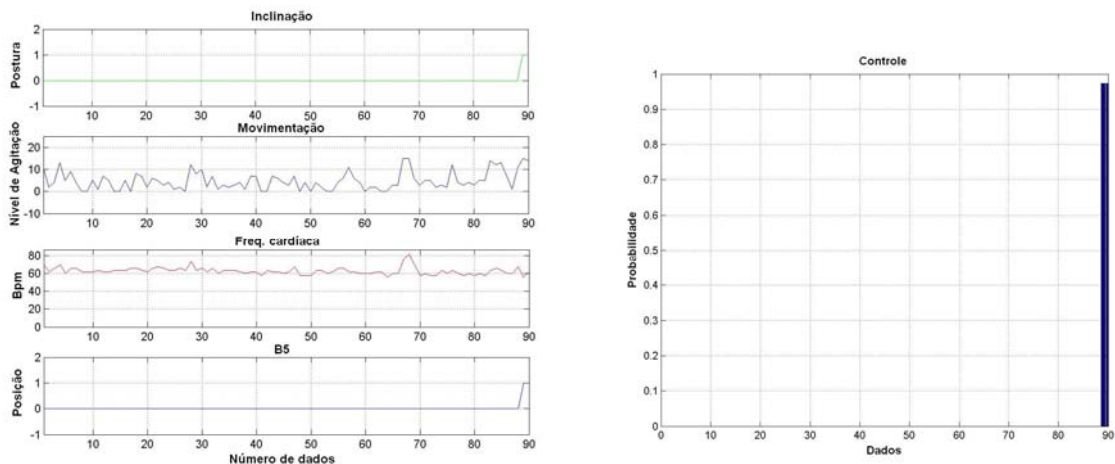 Inclinação
Postura
2
1
0
-1
10 20 30 40 50 60 70 80 90
Movimentação
Nível de Agitação
20
10
0
-10
10 20 30 40 50 60 70 80 90
Freq. cardíaca
Bpm
80
60
40
20
0
10 20 30 40 50 60 70 80 90
B5
Posição
2
1
0
-1
10 20 30 40 50 60 70 80 90
Número de dados
Controle
Probabilidade
1
0.9
0.8
0.7
0.6
0.5
0.4
0.3
0.2
0.1
0
0 10 20 30 40 50 60 70 80 90
Dados